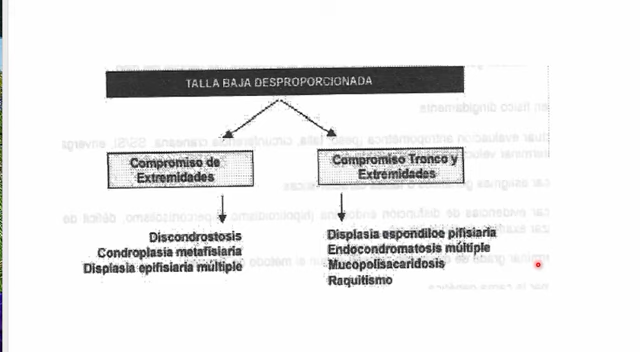 TALLA BAJA DESPROPORCIONADA
Compromiso de
Extremidades
Compromiso Tronco y
Extremidades
Discondrostosis
Condroplasia metafisiaria
Displasia epifisiaria múltiple
Displasia espondiloe pifisiaria
Endocondromatosis múltiple
Mucopolisacaridosis
Raquitismo